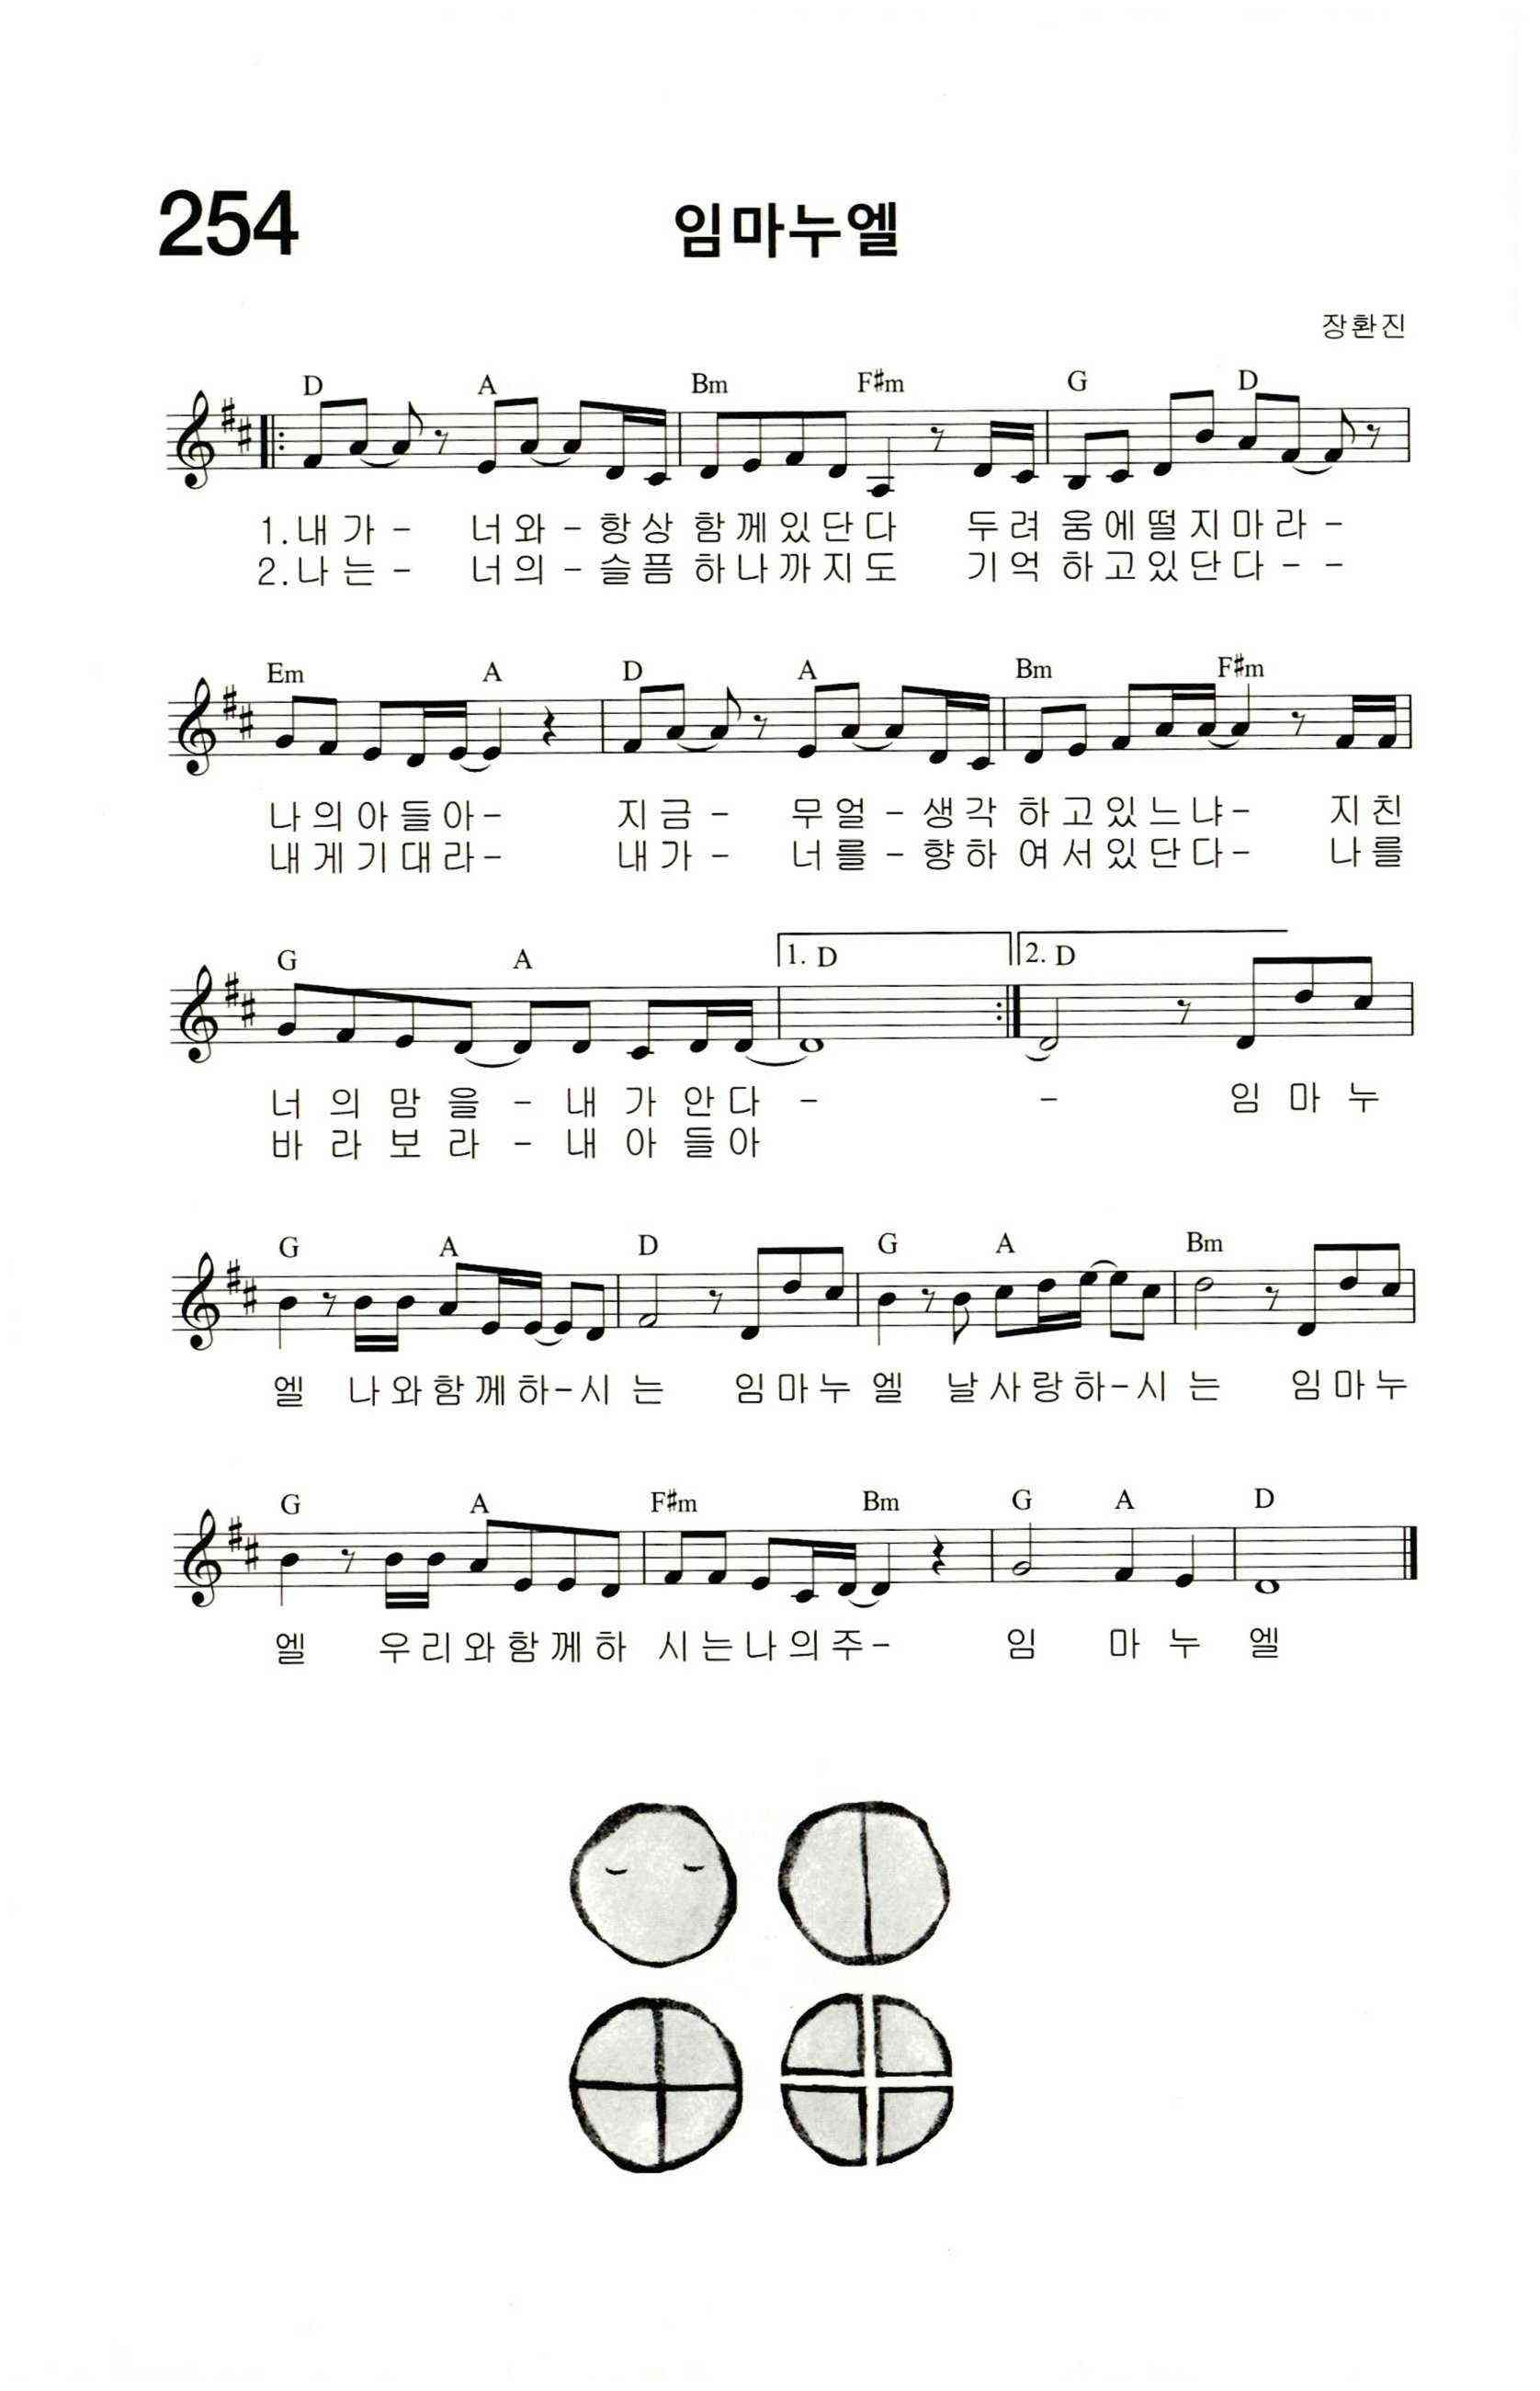 254
임마누엘
장환진
D A Bm F#m G D
1.내 가 - 너 와 - 항 상 함 께 있 단 다 두 려 움 에 떨 지 마 라 -
2.나 는 - 너 의 - 슬 픔 하 나 까 지 도 기 억 하 고 있 단 다 - -
Em A D A Bm F#m
나 의 아 들 아 - 지 금 - 무 얼 - 생 각 하 고 있 느 냐 - 지 친
내 게 기 대 라 - 내 가 - 너 를 - 향 하 여 서 있 단 다 - 나 를
G A 1. D 2. D
너 의 맘 을 - 내 가 안 다 - - 임 마 누
바 라 보 라 - 내 아 들 아
G A D G A Bm
엘 나 와 함 께 하 - 시 는 임 마 누 엘 날 사 랑 하 - 시 는 임 마 누
G A F#m Bm G A D
엘 우 리 와 함 께 하 시 는 나 의 주 - 임 마 누 엘